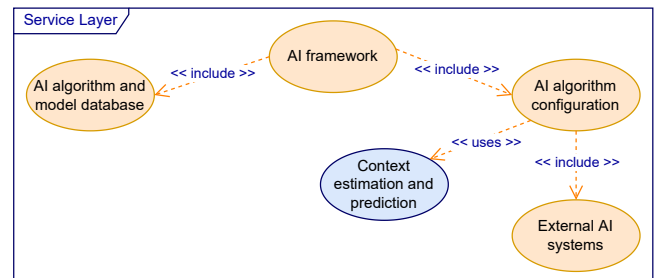 Service Layer
AI framework
<< include >>
<< include >>
AI algorithm and
model database
AI algorithm
configuration
<< uses >>
<< include >>
Context
estimation and
prediction
External AI
systems